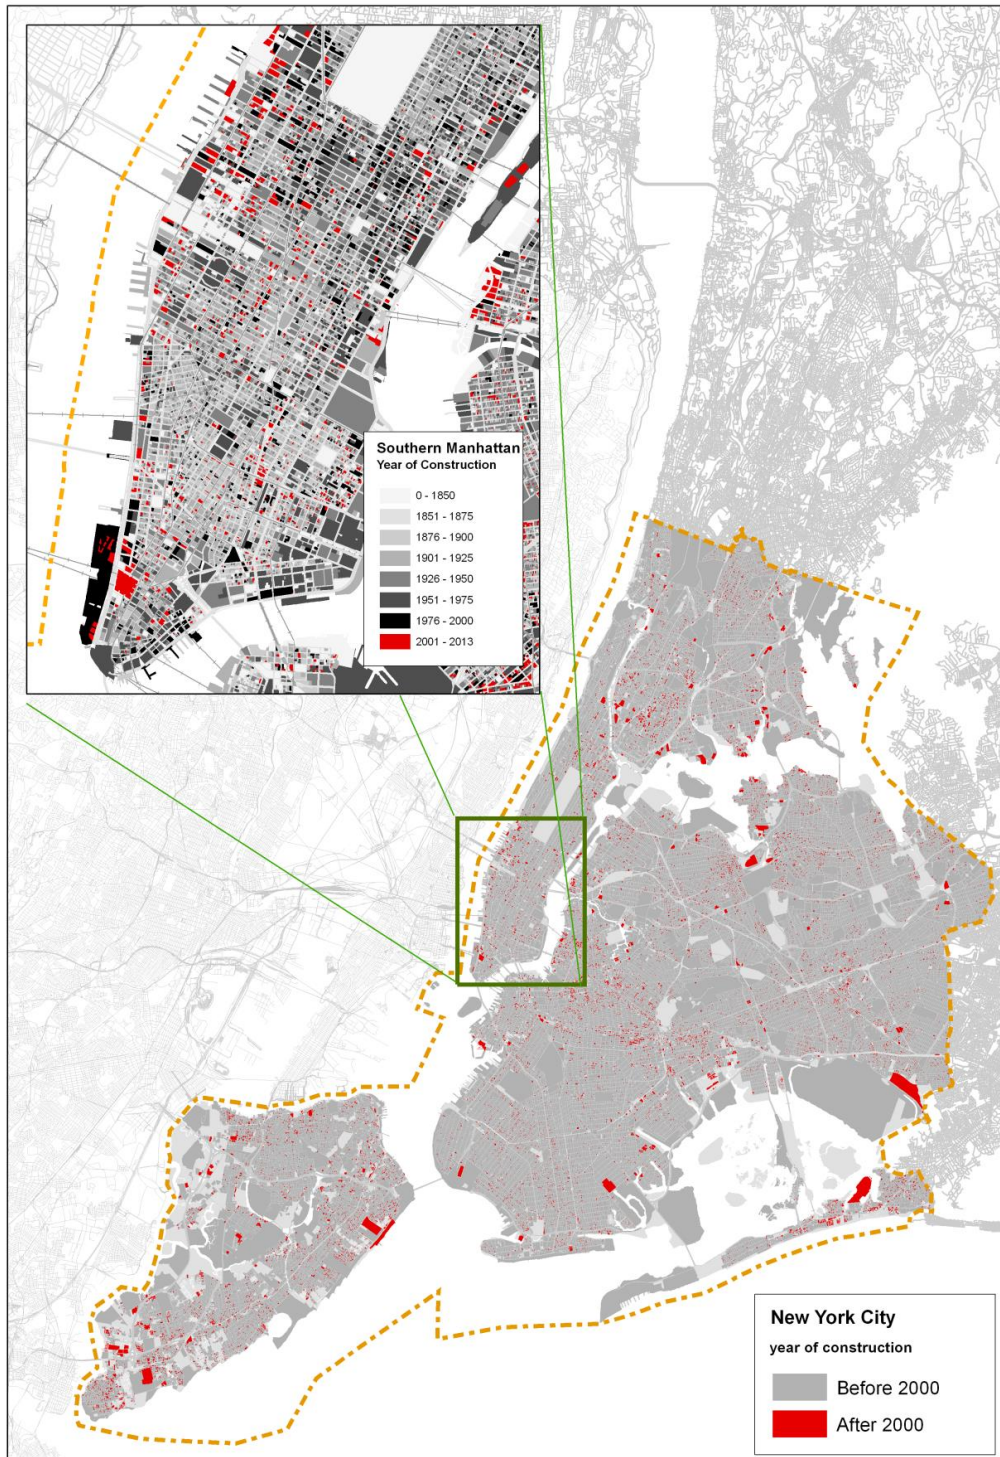 Southern Manhattan
Year of Construction
0 - 1850
1851 - 1875
1876 - 1900
1901 - 1925
1926 - 1950
1951 - 1975
1976 - 2000
2001 - 2013
New York City
year of construction
Before 2000
After 2000